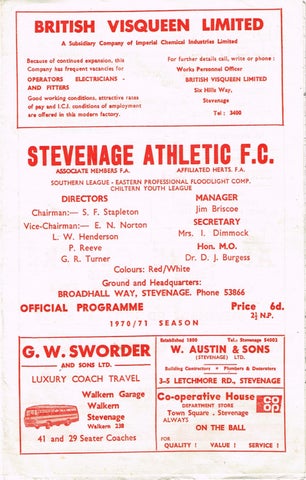 BRITISH VISQUEEN LIMITED
A Subsidiary Company of Imperial Chemical Industries Limited
Because of continued expansion, this
Company has frequent vacancies for
OPERATORS ELECTRICIANS -
AND FITTERS
Good working conditions, attractive rates
of pay and I.C.I. conditions of employment
are offered in this modern factory.
For further details call, write or phone :
Works Personnel Officer
BRITISH VISQUEEN LIMITED
Six Hills Way,
Stevenage
Tel : 3400
STEVENAGE ATHLETIC F.C.
ASSOCIATE MEMBERS F.A. AFFILIATED HERTS. F.A.
SOUTHERN LEAGUE - EASTERN PROFESSIONAL FLOODLIGHT COMP.
CHILTERN YOUTH LEAGUE
DIRECTORS
Chairman:— S. F. Stapleton
Vice-Chairman:— E. N. Norton
L. W. Henderson
P. Reeve
G. R. Turner
MANAGER
Jim Briscoe
SECRETARY
Mrs. I. Dimmock
Hon. M.O.
Dr. D. J. Burgess
Colours: Red/White
Ground and Headquarters:
BROADHALL WAY, STEVENAGE. Phone 53866
OFFICIAL PROGRAMME Price 6d.
2½ N.P.
1970/71 SEASON
G. W. SWORDER
AND SONS LTD.
LUXURY COACH TRAVEL
Walkern Garage
Walkern
Stevenage
Walkern 238
41 and 29 Seater Coaches
Established 1800 Tel.: Stevenage 54002
W. AUSTIN & SONS
(STEVENAGE) LTD.
Building Contractors • Plumbers & Decorators
3-5 LETCHMORE RD., STEVENAGE
Co-operative House
DEPARTMENT STORE
Town Square . Stevenage
ALWAYS
ON THE BALL
FOR
QUALITY ! VALUE ! SERVICE !
CO
OP